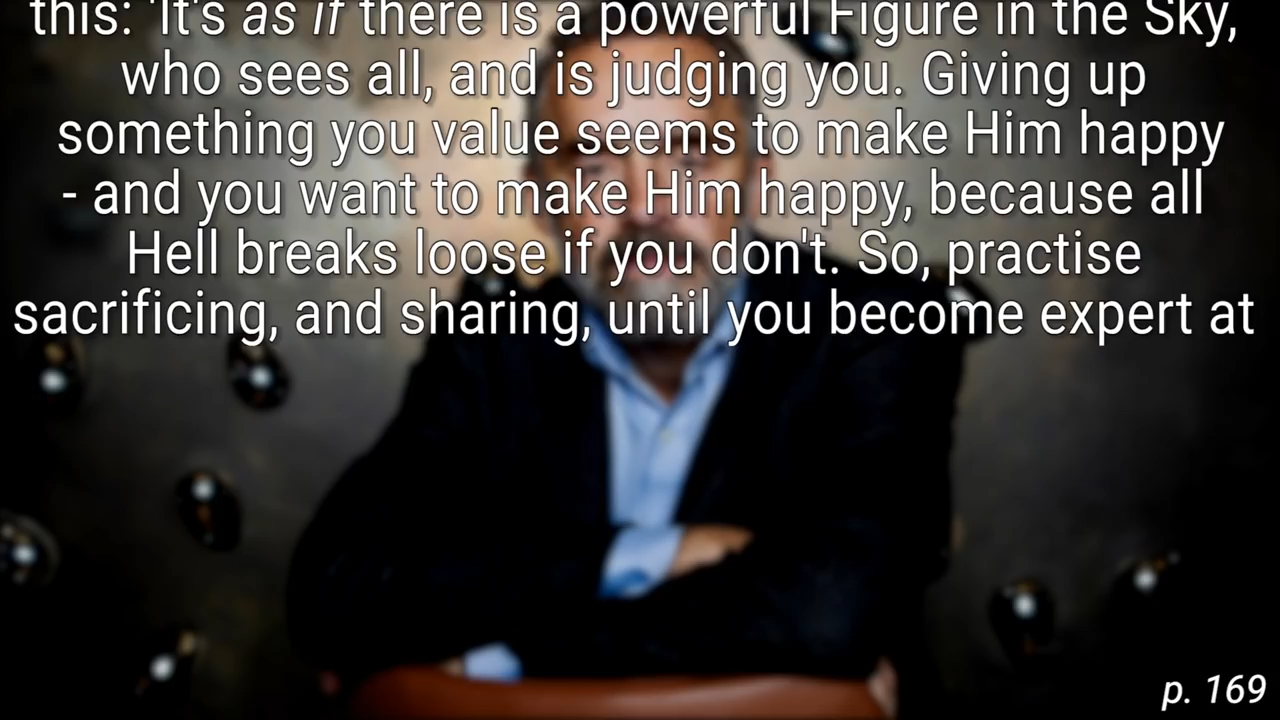 this: 'It's as if there is a powerful Figure in the Sky,
who sees all, and is judging you. Giving up
something you value seems to make Him happy
- and you want to make Him happy, because all
Hell breaks loose if you don't. So, practise
sacrificing, and sharing, until you become expert at
p. 169